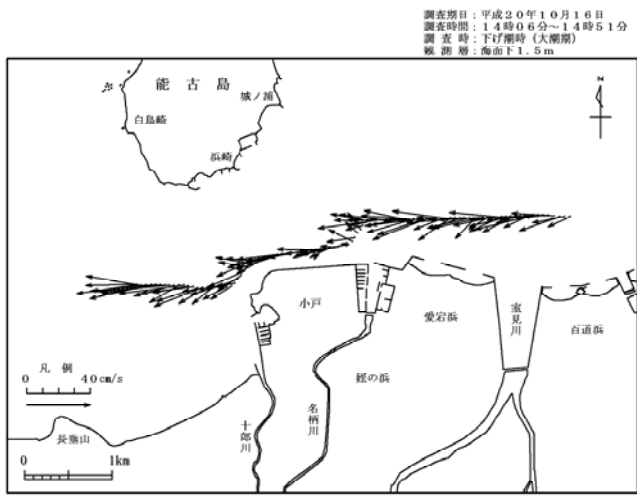 調査期日：平成20年10月16日
調査時間：14時06分～14時51分
調査時：下げ潮時（大潮期）
観測層：海面下1.5m
能古島
城ノ浦
白鳥崎
浜崎
N
小戸
愛宕浜
室見川
百道浜
凡例
0 40cm/s
姪の浜
名柄川
十郎川
長垂山
0 1km